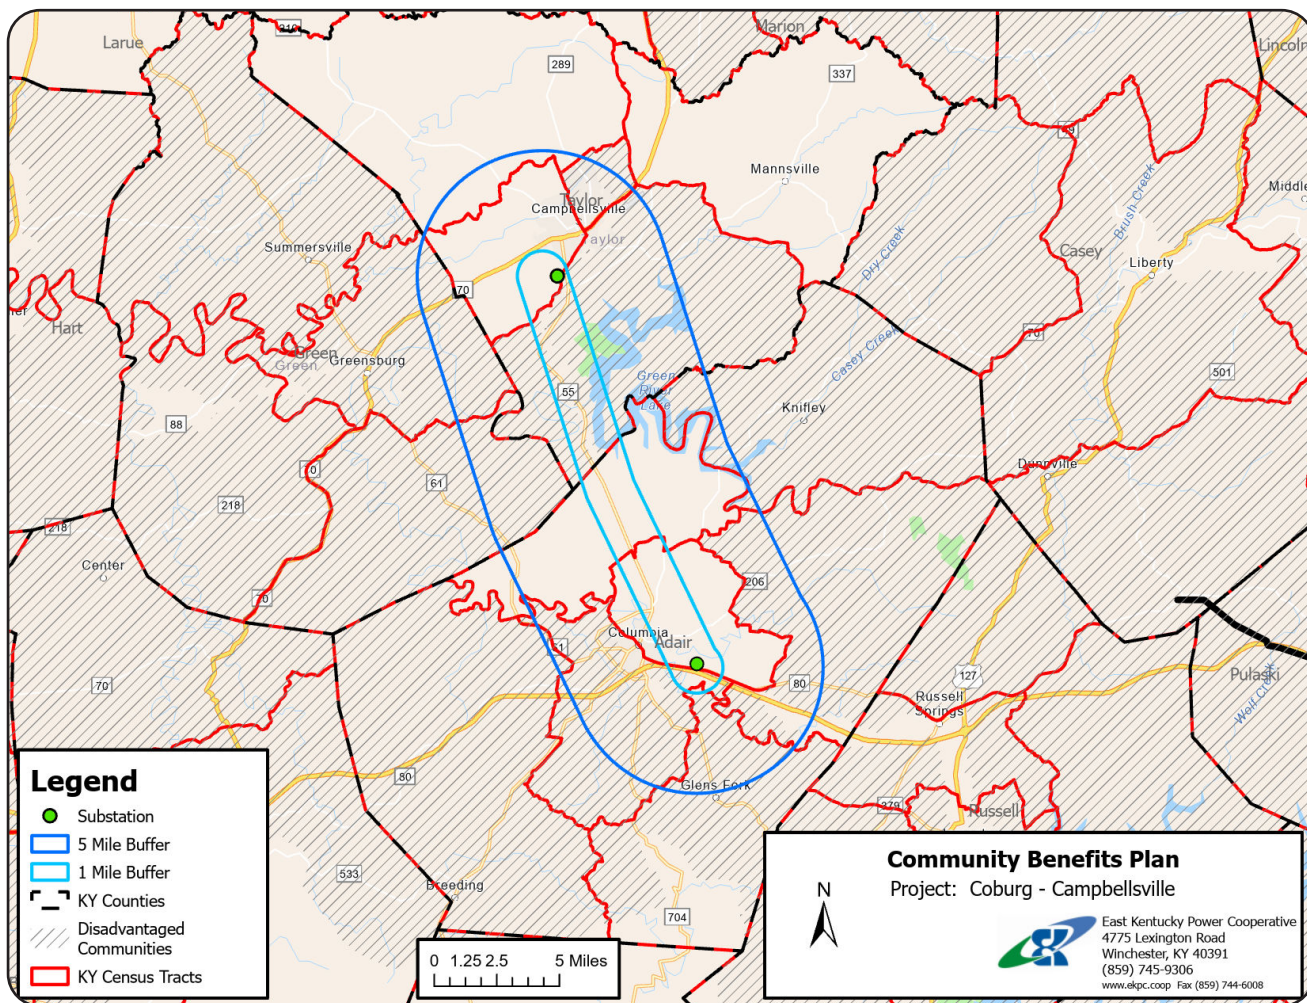 Larue
210
289
Marion
337
Lincoln
49
Mannsville
Brush Creek
Middle
Taylor
Campbellsville
Taylor
Summersville
Dry Creek
Casey
Liberty
70
Hart
Green
Green
Greensburg
Casey Creek
70
501
55
Green
River
Lake
Knifley
88
70
61
Dunnville
218
218
Center
70
206
61
Columbia
Adair
80
127
Russell
Springs
Pulaski
Wolf Creek
70
80
Glens Fork
379
Russell
533
Breeding
704
Legend
Substation
5 Mile Buffer
1 Mile Buffer
KY Counties
Disadvantaged
Communities
KY Census Tracts
0 1.25 2.5 5 Miles
Community Benefits Plan
Project: Coburg - Campbellsville
N
East Kentucky Power Cooperative
4775 Lexington Road
Winchester, KY 40391
(859) 745-9306
www.ekpc.coop Fax (859) 744-6008